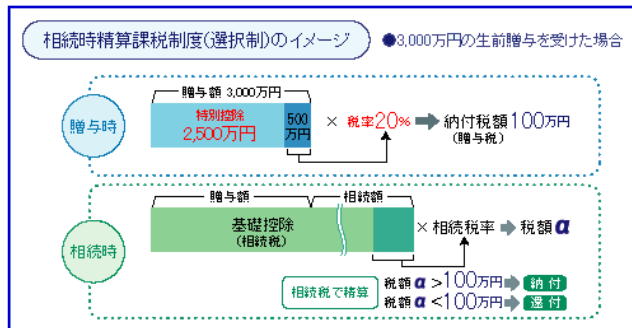 相続時精算課税制度(選択制)のイメージ
●3,000万円の生前贈与を受けた場合
贈与額 3,000万円
贈与時
特別控除
2,500万円
500
万円
× 税率20% 納付税額100万円
(贈与税)
贈与額
相続額
相続時
基礎控除
(相続税)
×相続税率 税額α
相続税で精算
税額α>100万円 納付
税額α<100万円 還付